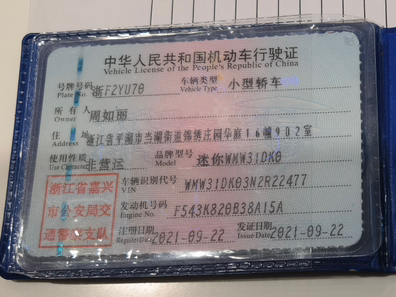 中华人民共和国机动车行驶证
Vehicle License of the People's Republic of China
号牌号码 浙F2YU70 车辆类型 小型轿车
Plate No. Vehicle Type
所有人 周如丽
Owner
住址 浙江省平湖市当湖街道锦绣庄园华庭16幢902室
Address
使用性质 非营运 品牌型号 迷你WMW31DK0
Use Character Model
浙江省嘉兴
市公安局交
通警察支队
车辆识别代号 WMW31DK03N2R22477
VIN
发动机号码 F543K820B38A15A
Engine No.
注册日期 2021-09-22 发证日期 2021-09-22
Register Date Issue Date